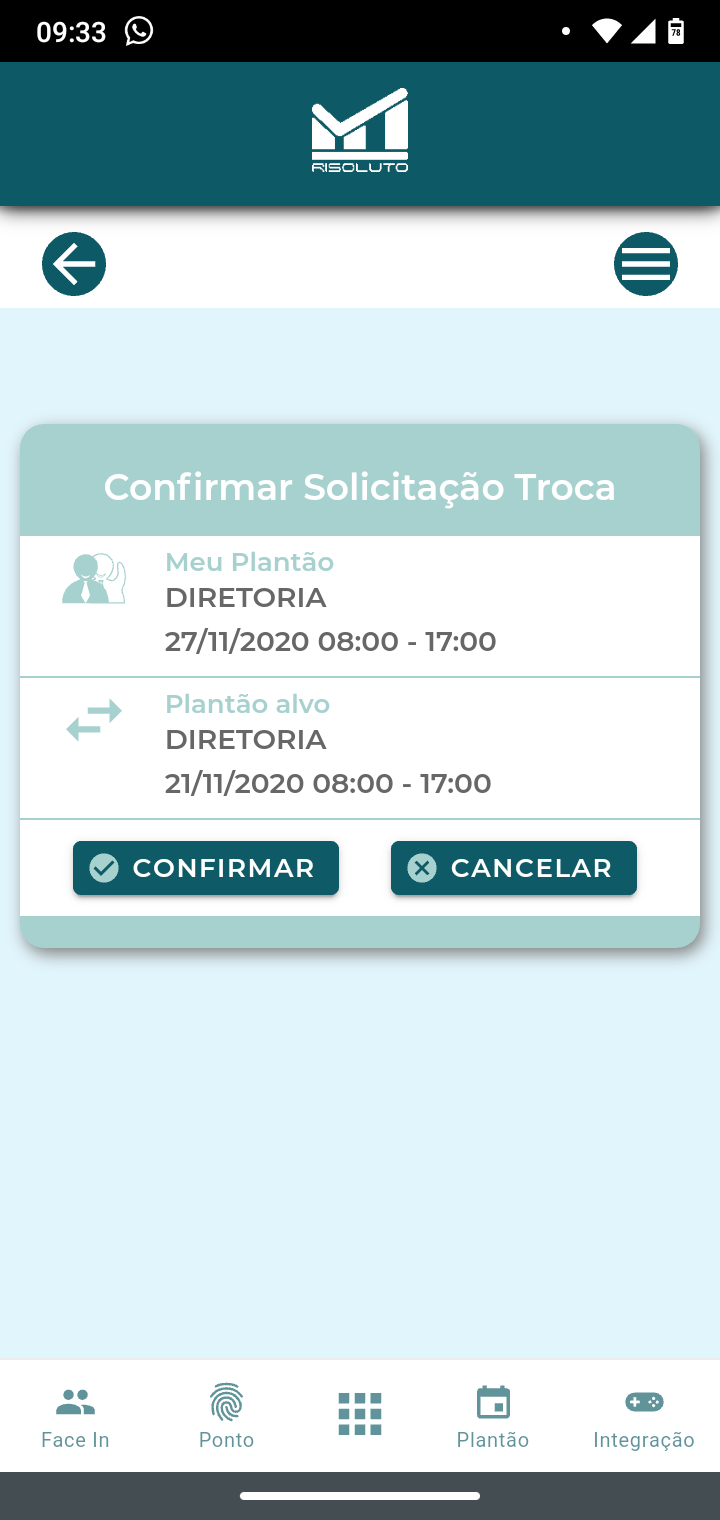 09:33
78
RISOLUTO
Confirmar Solicitação Troca
Meu Plantão
DIRETORIA
27/11/2020 08:00 - 17:00
Plantão alvo
DIRETORIA
21/11/2020 08:00 - 17:00
CONFIRMAR CANCELAR
Face In Ponto Plantão Integração